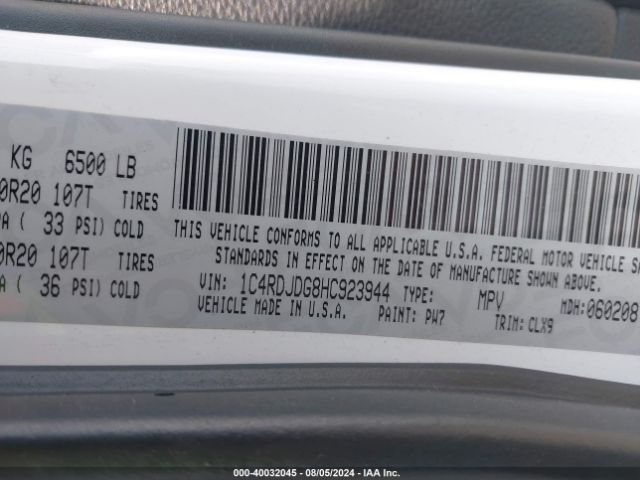 KG 6500 LB
0R20 107T TIRES
A ( 33 PSI) COLD
0R20 107T TIRES
A ( 36 PSI) COLD
THIS VEHICLE CONFORMS TO ALL APPLICABLE U.S.A. FEDERAL MOTOR VEHICLE
STANDARDS IN EFFECT ON THE DATE OF MANUFACTURE SHOWN ABOVE.
VIN: 1C4RDJDG8HC923944 TYPE: MPV MDH:060208
VEHICLE MADE IN U.S.A. PAINT: PW7 TRIM: CLX9
000-40032045 - 08/05/2024 - IAA Inc.